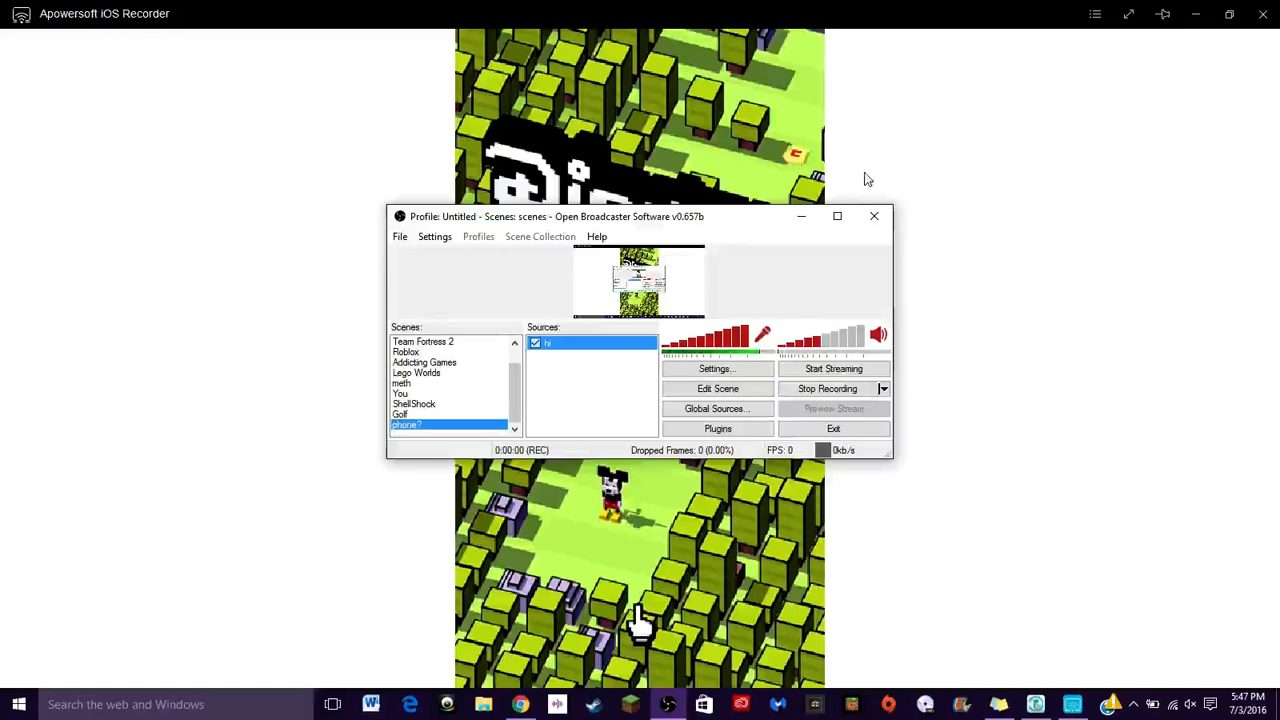 Apowersoft iOS Recorder
Di
Profile: Untitled - Scenes: scenes - Open Broadcaster Software v0.657b
File Settings Profiles Scene Collection Help
Scenes:
Sources:
Team Fortress 2
Roblox
Addicting Games
Lego Worlds
meth
You
ShellShock
Golf
phone?
hi
Settings...
Start Streaming
Edit Scene
Stop Recording
Global Sources...
Preview Stream
Plugins
Exit
0:00:00 (REC)
Dropped Frames: 0 (0.00%)
FPS: 0
0kb/s
Search the web and Windows
5:47 PM
7/3/2016